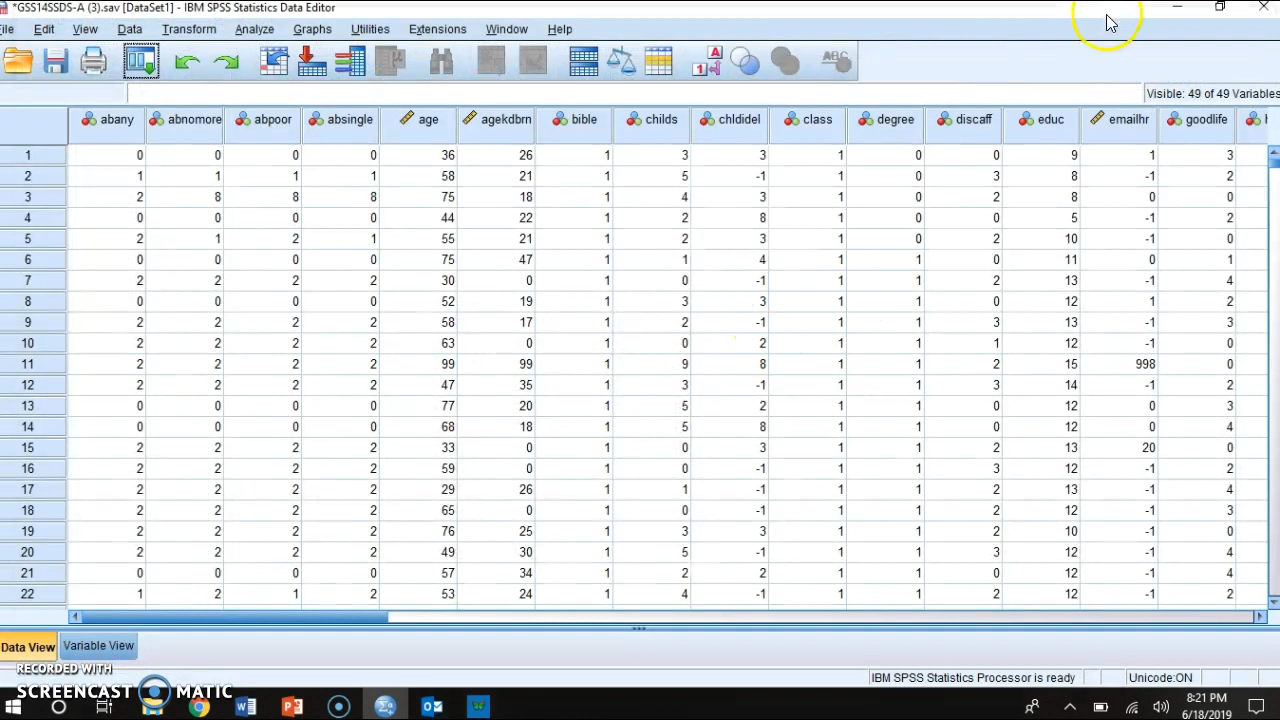 *GSS14SSDS-A (3).sav [DataSet1] - IBM SPSS Statistics Data Editor
File Edit View Data Transform Analyze Graphs Utilities Extensions Window Help
A
1
ABC
Visible: 49 of 49 Variables
abany abnomore abpoor absingle age agekdbrn bible childs chldidel class degree discaff educ emailhr goodlife h
1 0 0 0 0 36 26 1 3 3 1 0 0 9 1 3
2 1 1 1 1 58 21 1 5 -1 1 0 3 8 -1 2
3 2 8 8 8 75 18 1 4 3 1 0 2 8 0 0
4 0 0 0 0 44 22 1 2 8 1 0 0 5 -1 2
5 2 1 2 1 55 21 1 2 3 1 0 2 10 -1 0
6 0 0 0 0 75 47 1 1 4 1 1 0 11 0 1
7 2 2 2 2 30 0 1 0 -1 1 1 2 13 -1 4
8 0 0 0 0 52 19 1 3 3 1 1 0 12 1 2
9 2 2 2 2 58 17 1 2 -1 1 1 3 13 -1 3
10 2 2 2 2 63 0 1 0 2 1 1 1 12 -1 0
11 2 2 2 2 99 99 1 9 8 1 1 2 15 998 0
12 2 2 2 2 47 35 1 3 -1 1 1 3 14 -1 2
13 0 0 0 0 77 20 1 5 2 1 1 0 12 0 3
14 0 0 0 0 68 18 1 5 8 1 1 0 12 0 4
15 2 2 2 2 33 0 1 0 3 1 1 2 13 20 0
16 2 2 2 2 59 0 1 0 -1 1 1 3 12 -1 2
17 2 2 2 2 29 26 1 1 -1 1 1 2 13 -1 4
18 2 2 2 2 65 0 1 0 -1 1 1 2 12 -1 3
19 2 2 2 2 76 25 1 3 3 1 1 2 10 -1 0
20 2 2 2 2 49 30 1 5 -1 1 1 3 12 -1 4
21 0 0 0 0 57 34 1 2 2 1 1 0 12 -1 4
22 1 2 1 2 53 24 1 4 -1 1 1 2 12 -1 2
Data View Variable View
IBM SPSS Statistics Processor is ready Unicode:ON
RECORDED WITH
SCREENCAST MATIC
8:21 PM
6/18/2019